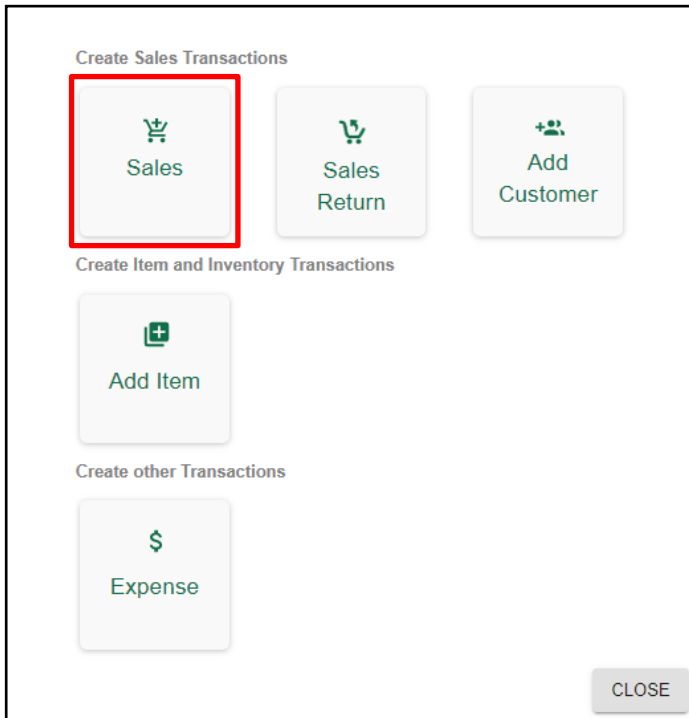 Create Sales Transactions
Sales
Sales
Return
Add
Customer
Create Item and Inventory Transactions
Add Item
Create other Transactions
$
Expense
CLOSE